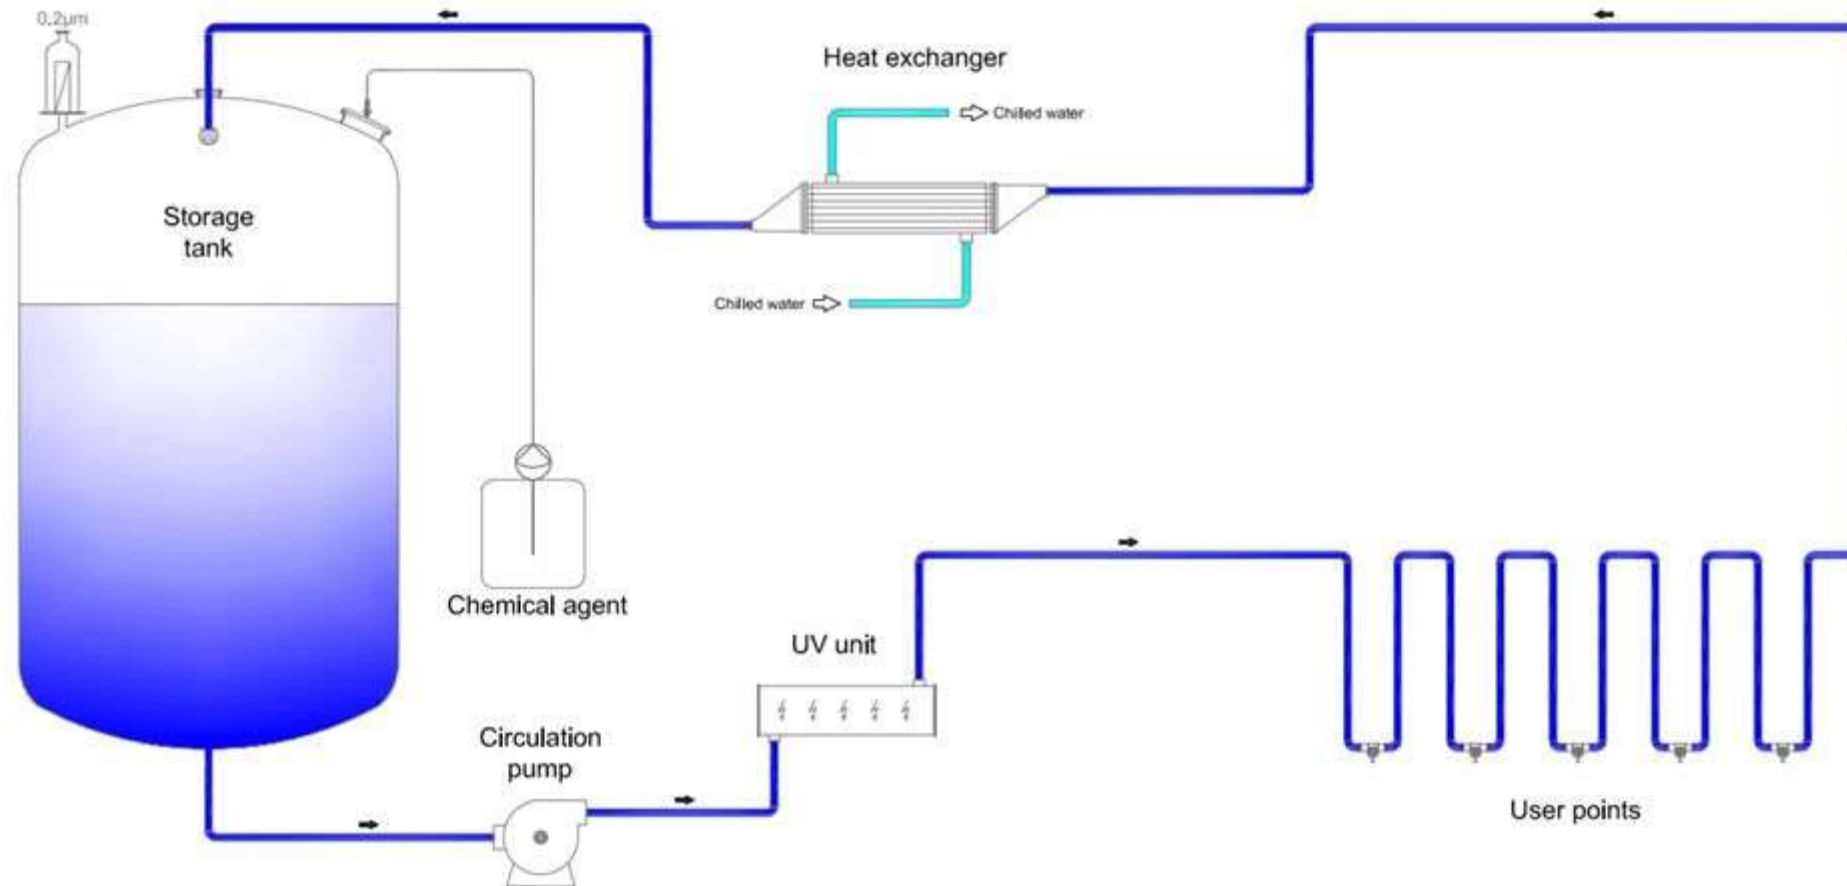 0.2µm
Heat exchanger
Chilled water
Storage
tank
Chilled water
Chemical agent
UV unit
Circulation
pump
User points